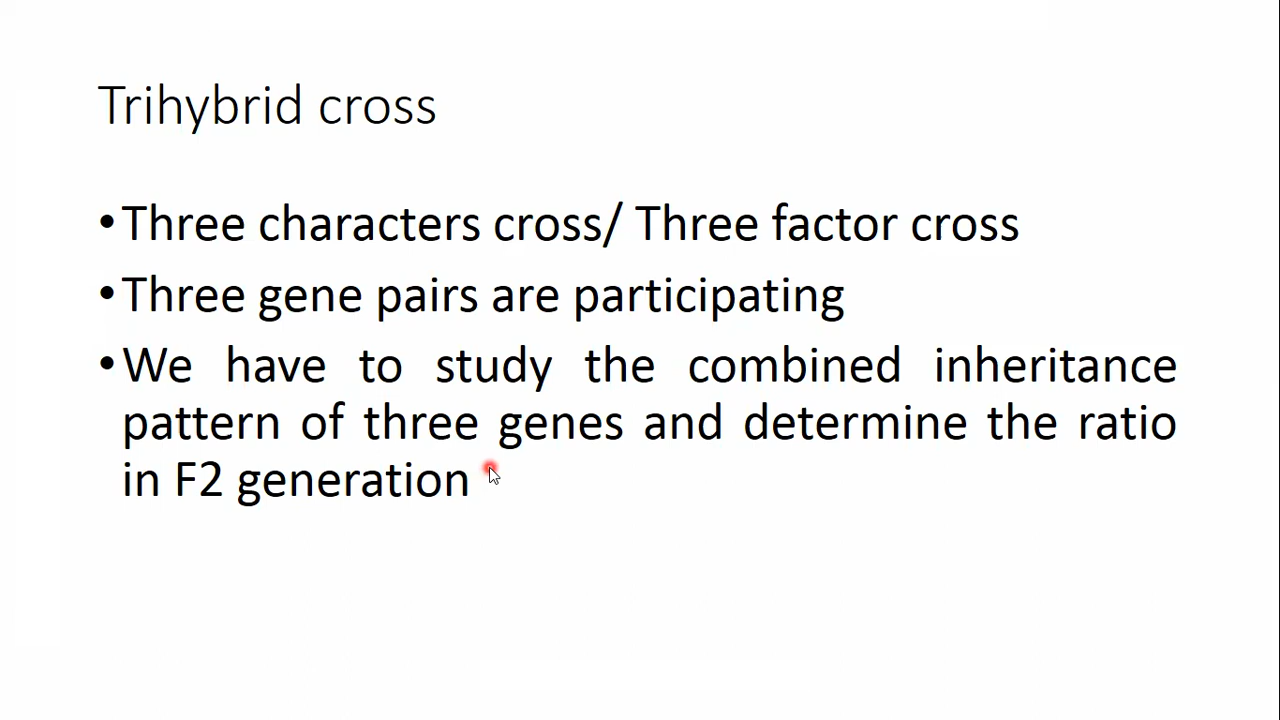 Trihybrid cross
•Three characters cross/ Three factor cross
•Three gene pairs are participating
•We have to study the combined inheritance
pattern of three genes and determine the ratio
in F2 generation